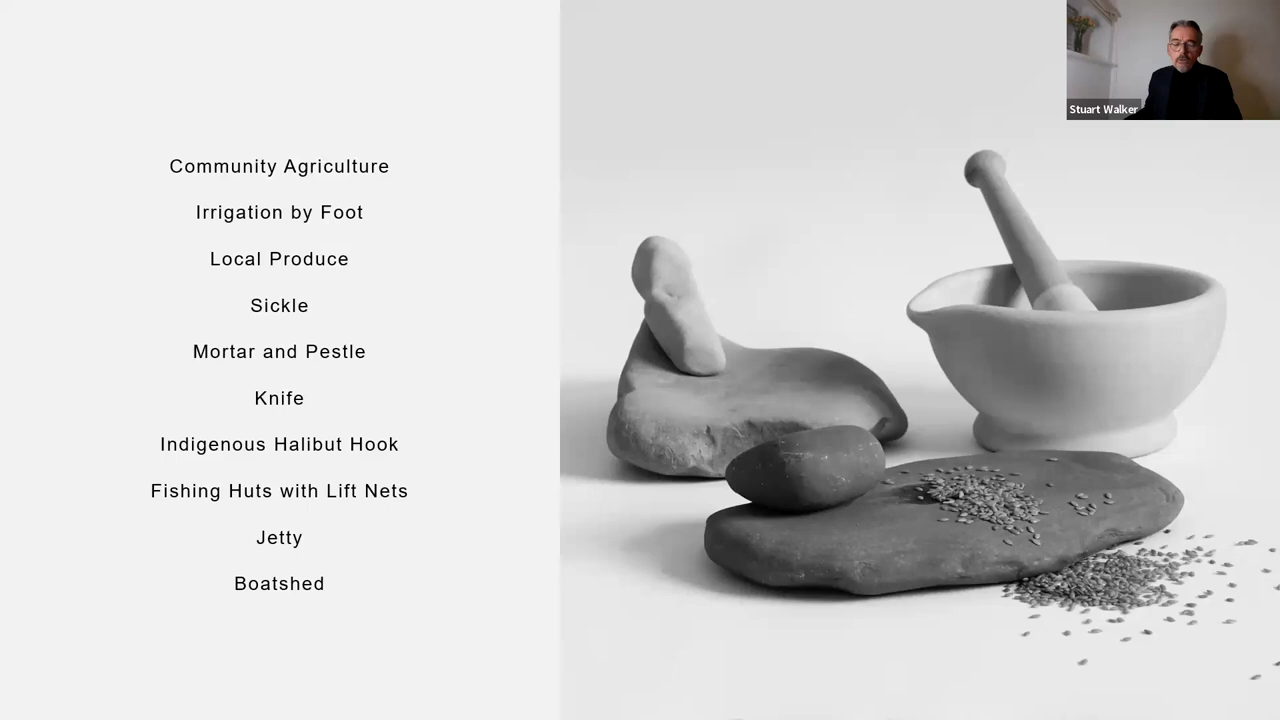 Community Agriculture
Irrigation by Foot
Local Produce
Sickle
Mortar and Pestle
Knife
Indigenous Halibut Hook
Fishing Huts with Lift Nets
Jetty
Boatshed
Stuart Walker